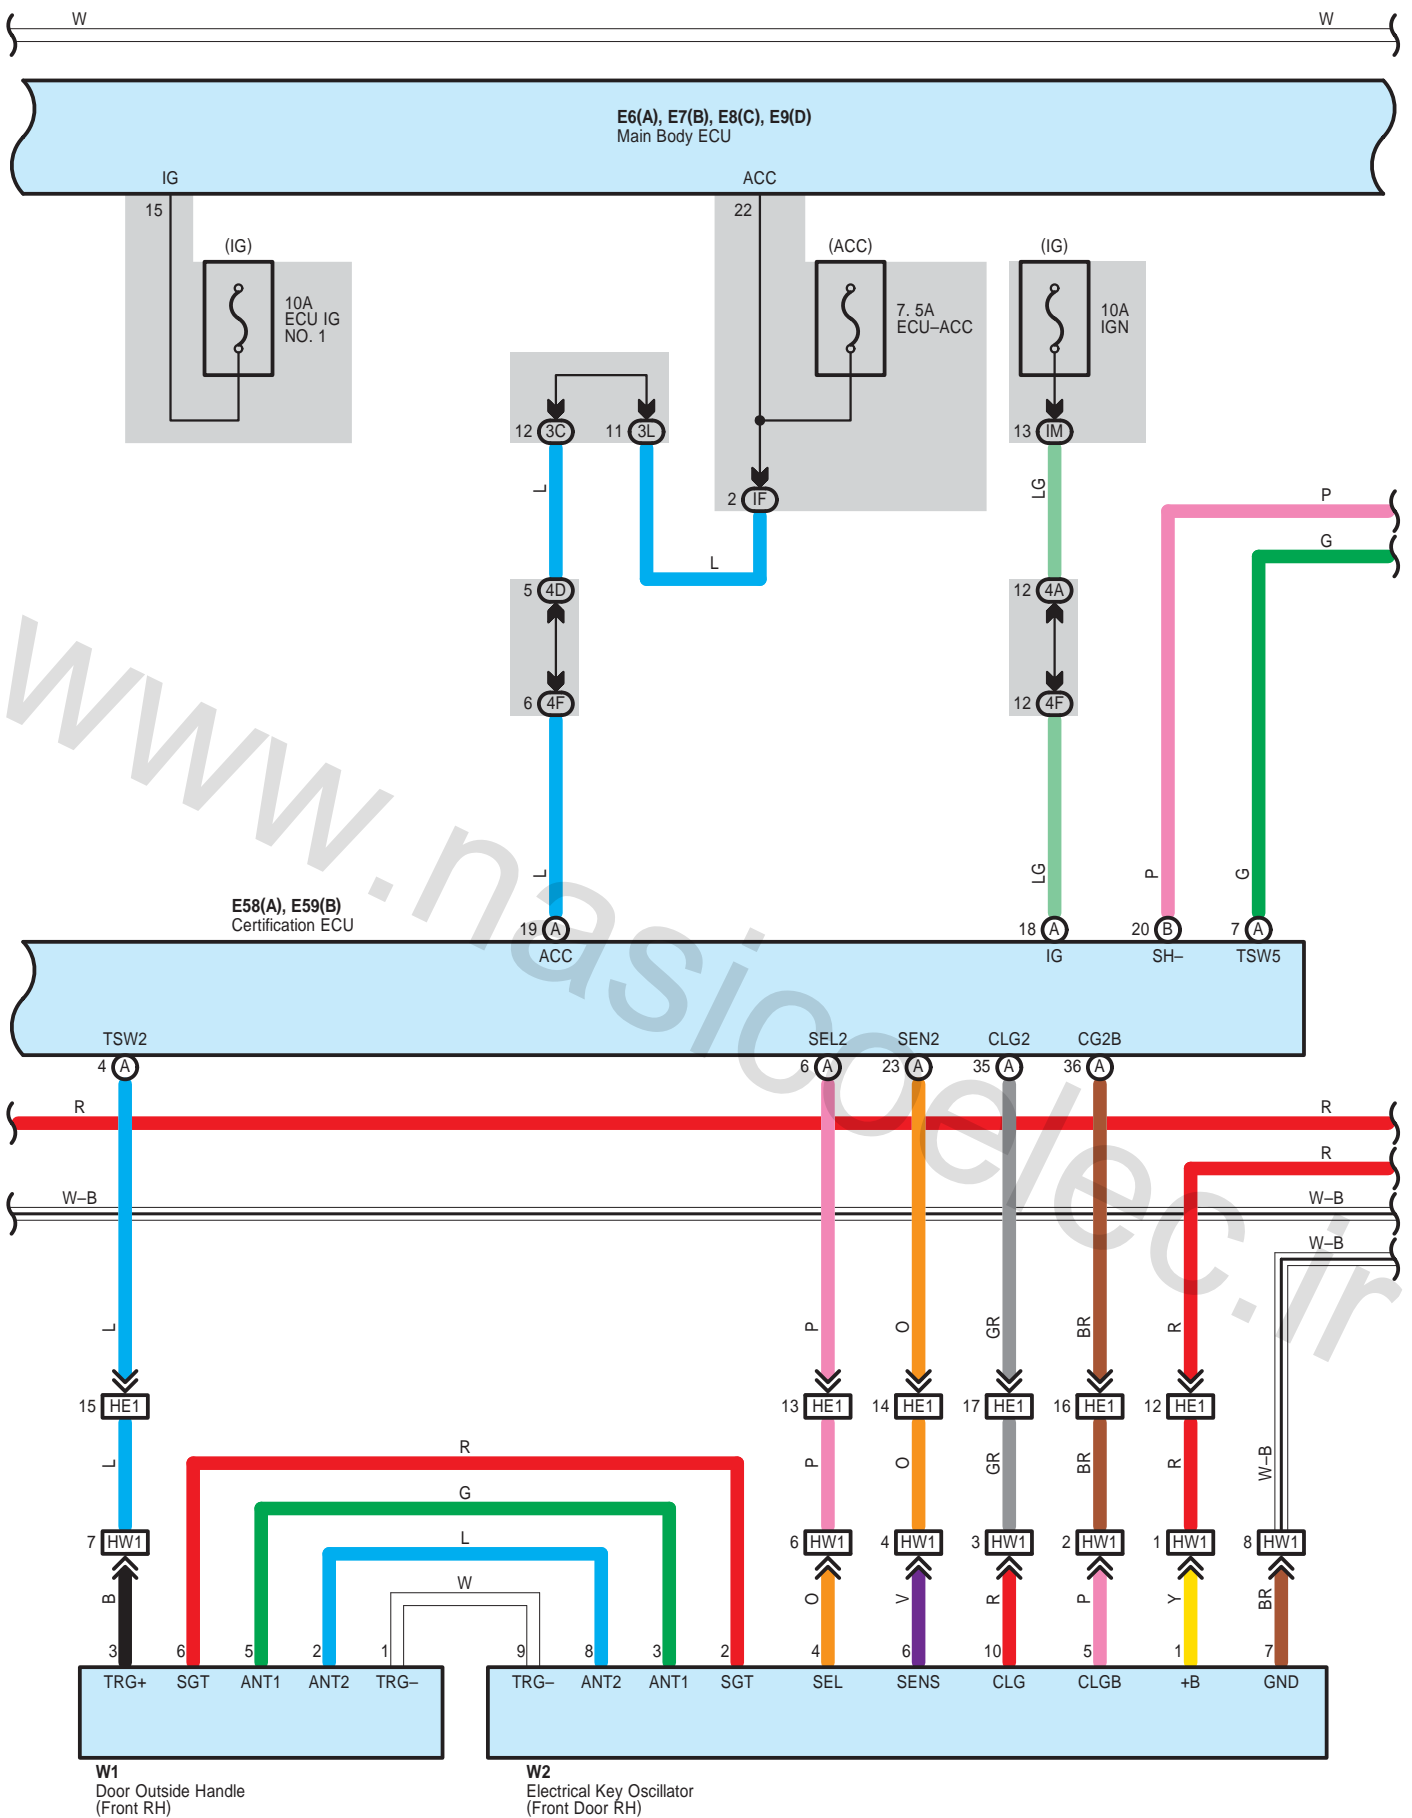 W W
E6(A), E7(B), E8(C), E9(D)
Main Body ECU
IG ACC
15 22
(IG) (ACC) (IG)
10A
ECU IG
NO. 1
7. 5A
ECU–ACC
10A
IGN
12 3C 11 3L 13 IM
L LG
2 IF
P
L
G
5 4D 12 4A
6 4F 12 4F
L LG P G
E58(A), E59(B)
Certification ECU
19 A 18 A 20 B 7 A
ACC IG SH– TSW5
TSW2 SEL2 SEN2 CLG2 CG2B
4 A 6 A 23 A 35 A 36 A
R R
R
W–B W–B
W–B
L P O GR BR R
15 HE1 13 HE1 14 HE1 17 HE1 16 HE1 12 HE1
R
L P O GR BR R W–B
G
L
7 HW1 6 HW1 4 HW1 3 HW1 2 HW1 1 HW1 8 HW1
W
B O V R P Y BR
3 6 5 2 1 9 8 3 2 4 6 10 5 1 7
TRG+ SGT ANT1 ANT2 TRG– TRG– ANT2 ANT1 SGT SEL SENS CLG CLGB +B GND
W1
Door Outside Handle
(Front RH)
W2
Electrical Key Oscillator
(Front Door RH)
www.nasicoelec.ir